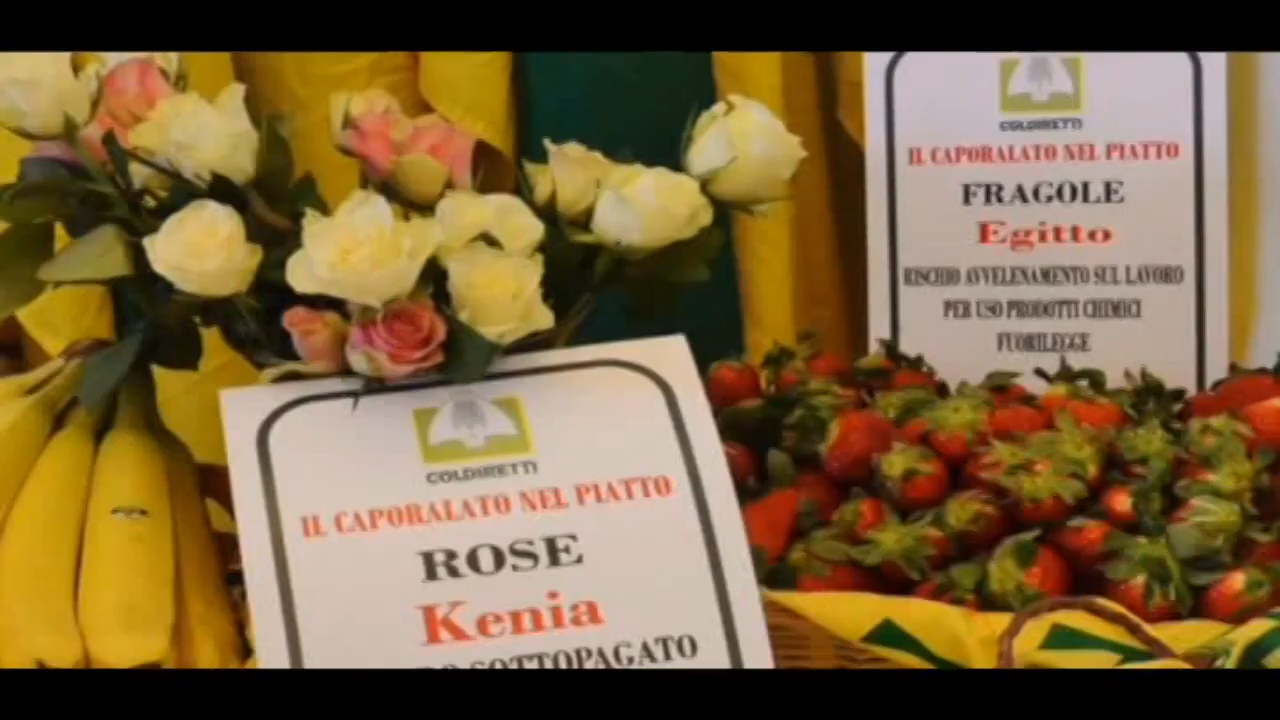 COLDIRETTI
IL CAPORALATO NEL PIATTO
FRAGOLE
Egitto
RISCHIO AVVELENAMENTO SUL LAVORO
PER USO PRODOTTI CHIMICI
FUORILEGGE
COLDIRETTI
IL CAPORALATO NEL PIATTO
ROSE
Kenia
SOTTOPAGATO